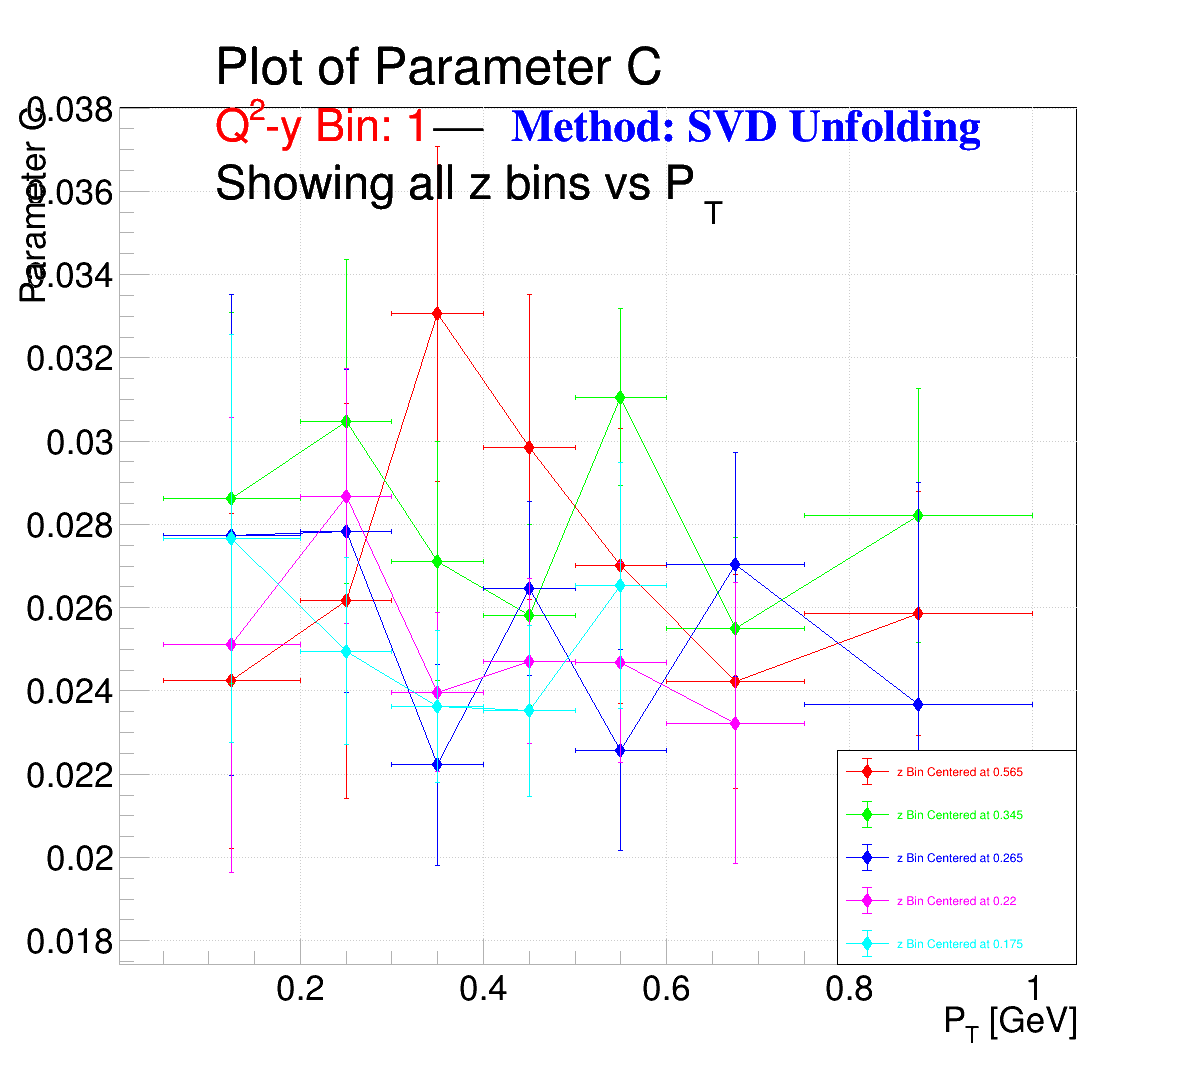 Plot of Parameter C
Q²-y Bin: 1 — Method: SVD Unfolding
Showing all z bins vs P_T
Parameter C
0.038
0.036
0.034
0.032
0.03
0.028
0.026
0.024
0.022
0.02
0.018
z Bin Centered at 0.565
z Bin Centered at 0.345
z Bin Centered at 0.265
z Bin Centered at 0.22
z Bin Centered at 0.175
0.2 0.4 0.6 0.8 1
P_T [GeV]